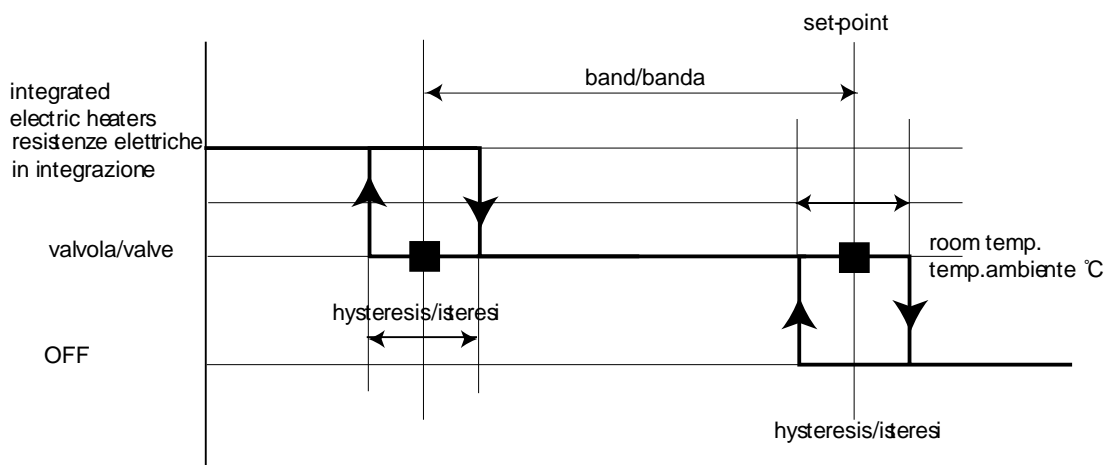 set-point
band/banda
integrated
electric heaters
resistenze elettriche
in integrazione
valvola/valve
room temp.
temp.ambiente °C
hysteresis/isteresi
OFF
hysteresis/isteresi